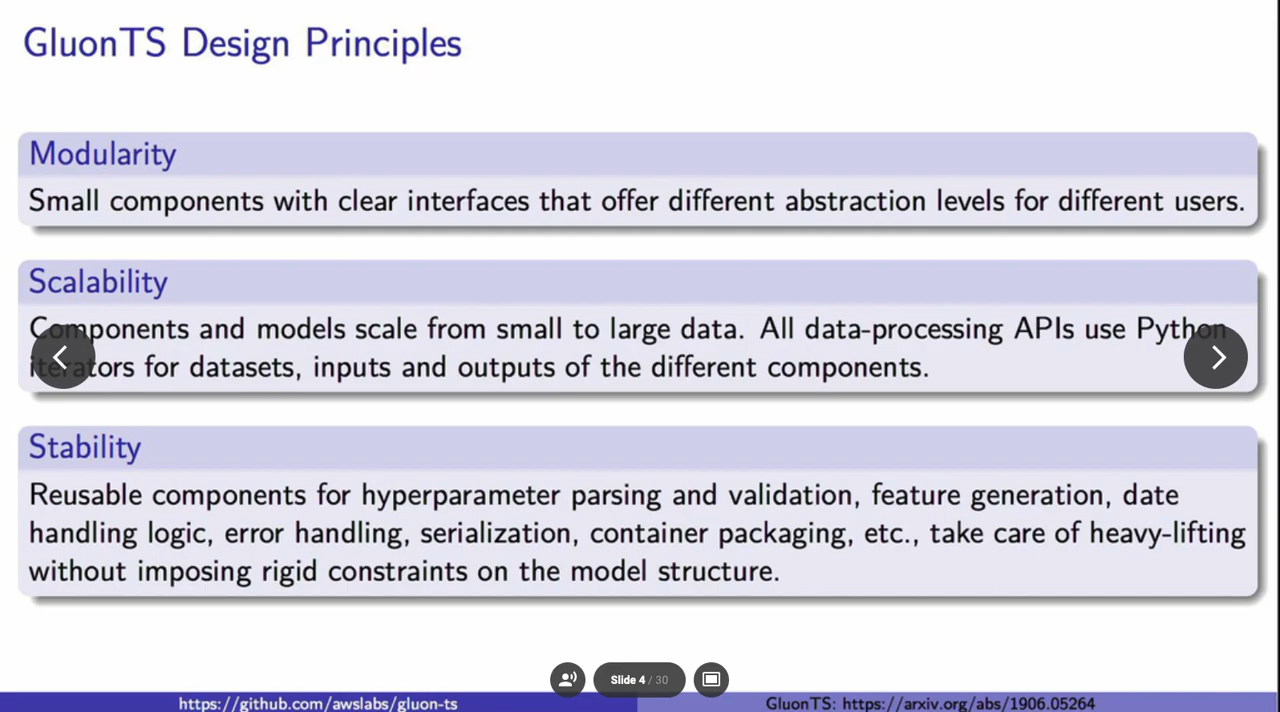 GluonTS Design Principles
Modularity
Small components with clear interfaces that offer different abstraction levels for different users.
Scalability
Components and models scale from small to large data. All data-processing APIs use Python
iterators for datasets, inputs and outputs of the different components.
Stability
Reusable components for hyperparameter parsing and validation, feature generation, date
handling logic, error handling, serialization, container packaging, etc., take care of heavy-lifting
without imposing rigid constraints on the model structure.
Slide 4 / 30
https://github.com/awslabs/gluon-ts
GluonTS: https://arxiv.org/abs/1906.05264